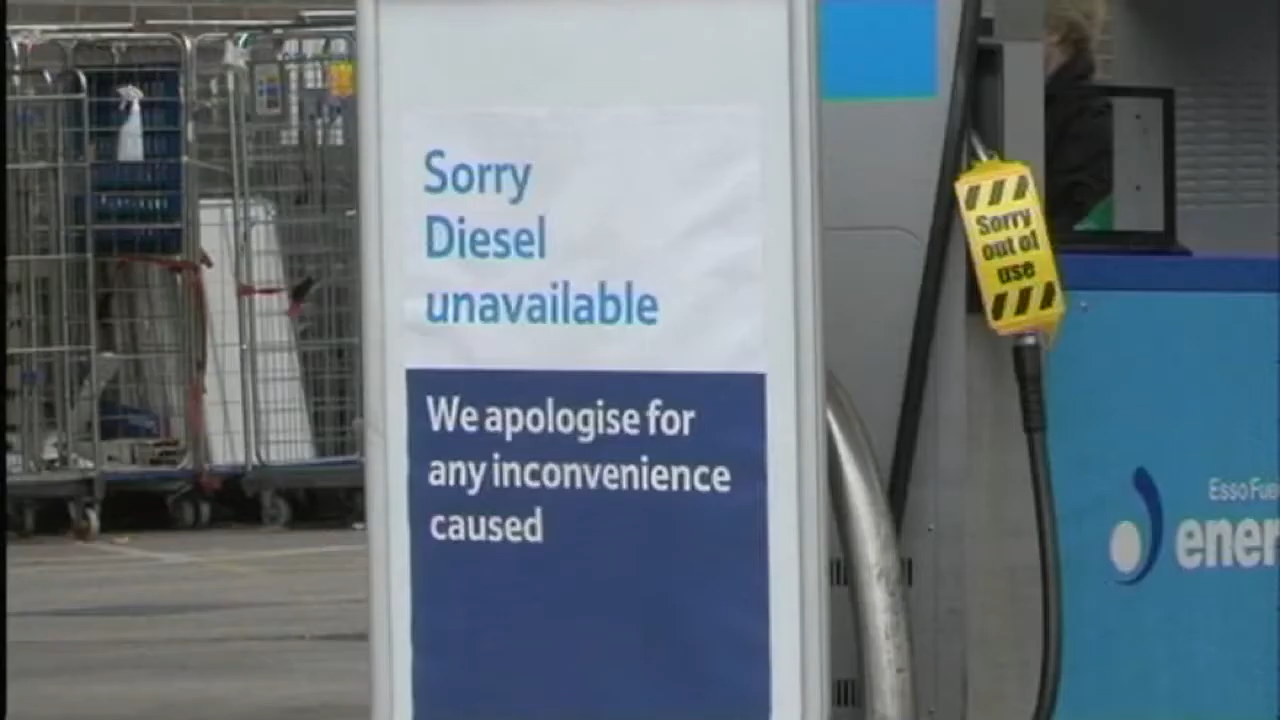 Sorry
Diesel
unavailable
We apologise for
any inconvenience
caused
Sorry
out of
use
Esso Fue
ener